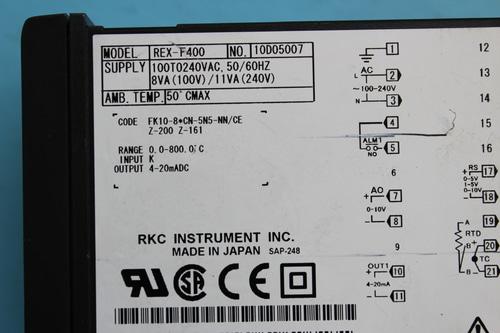 MODEL REX-F400 NO. 10D05007
SUPPLY 100TO240VAC, 50/60HZ
8VA(100V)/11VA(240V)
AMB. TEMP. 50°CMAX
CODE FK10-8*CN-5N5-NN/CE
Z-200 Z-161
RANGE 0.0-800.0°C
INPUT K
OUTPUT 4-20mADC
RKC INSTRUMENT INC.
MADE IN JAPAN SAP-248
1 12
L AC 2 13
~100-240V
N 3 14
4 15
ALM1
5 16
NO
6 + RS 17
0-5V
1-5V
0-10V
- 18
+ AO 7
0-10V
- 8
A 19
RTD
9 B + 20
TC
B - 21
+ OUT1 10
4-20mA
- 11